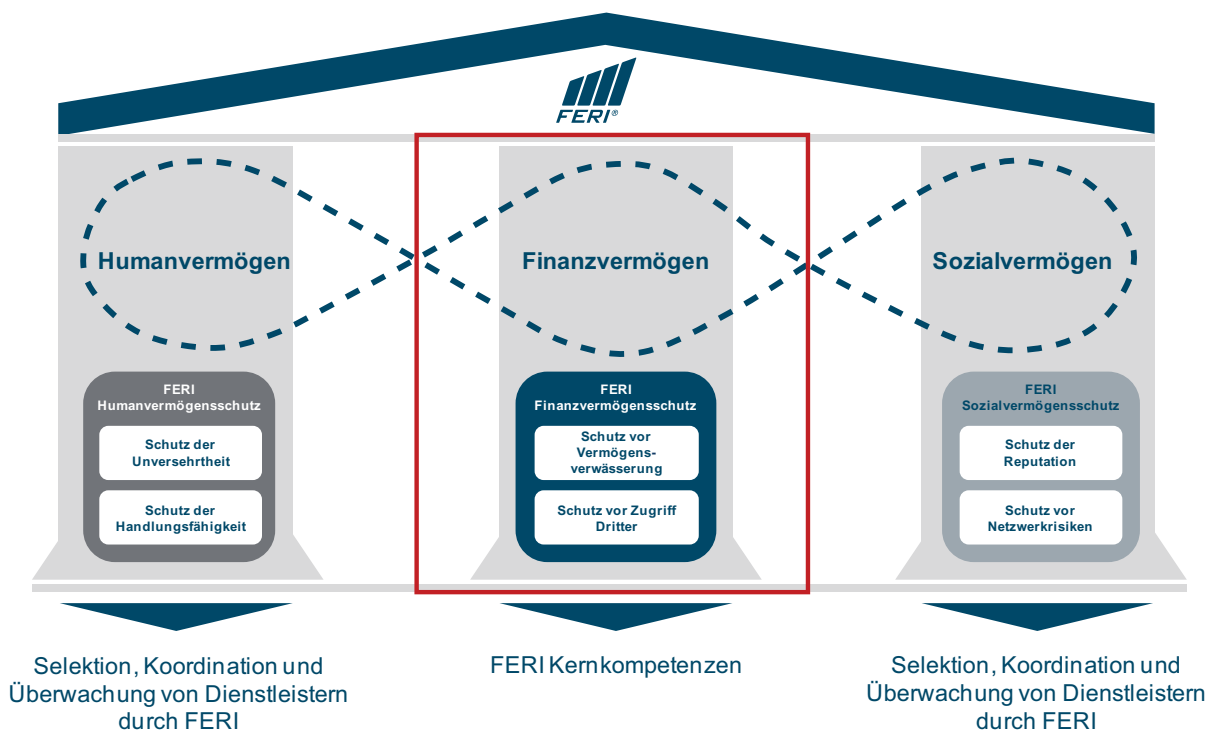 FERI®
Humanvermögen
Finanzvermögen
Sozialvermögen
FERI
Humanvermögensschutz
Schutz der
Unversehrtheit
Schutz der
Handlungsfähigkeit
FERI
Finanzvermögensschutz
Schutz vor
Vermögens-
verwässerung
Schutz vor Zugriff
Dritter
FERI
Sozialvermögensschutz
Schutz der
Reputation
Schutz vor
Netzwerkrisiken
Selektion, Koordination und
Überwachung von Dienstleistern
durch FERI
FERI Kernkompetenzen
Selektion, Koordination und
Überwachung von Dienstleistern
durch FERI